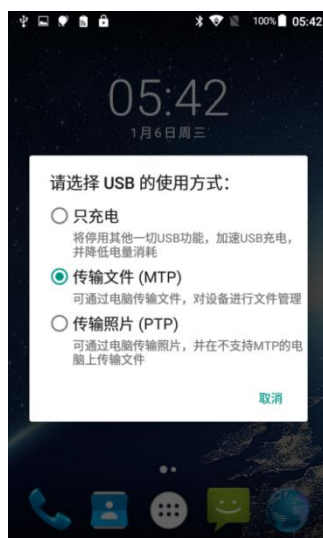 100% 05:42
05:42
1月6日周三
请选择 USB 的使用方式：
只充电
将停用其他一切USB功能，加速USB充电，
并降低电量消耗
传输文件 (MTP)
可通过电脑传输文件，对设备进行文件管理
传输照片 (PTP)
可通过电脑传输照片，并在不支持MTP的电
脑上传输文件
取消